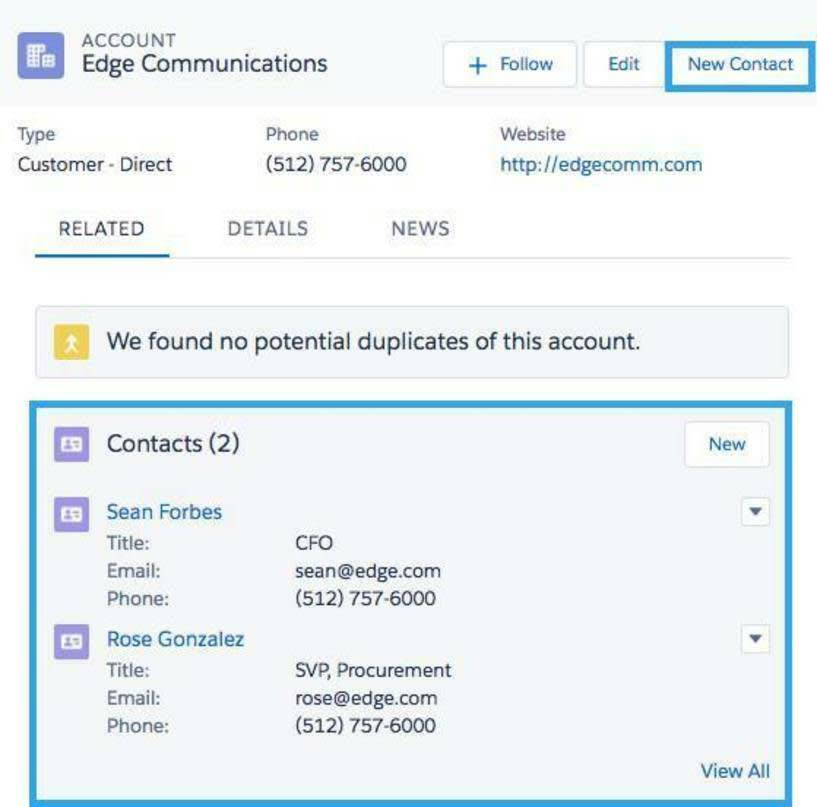 ACCOUNT
Edge Communications
+ Follow Edit New Contact
Type Phone Website
Customer - Direct (512) 757-6000 http://edgecomm.com
RELATED DETAILS NEWS
We found no potential duplicates of this account.
Contacts (2) New
Sean Forbes
Title: CFO
Email: sean@edge.com
Phone: (512) 757-6000
Rose Gonzalez
Title: SVP, Procurement
Email: rose@edge.com
Phone: (512) 757-6000
View All